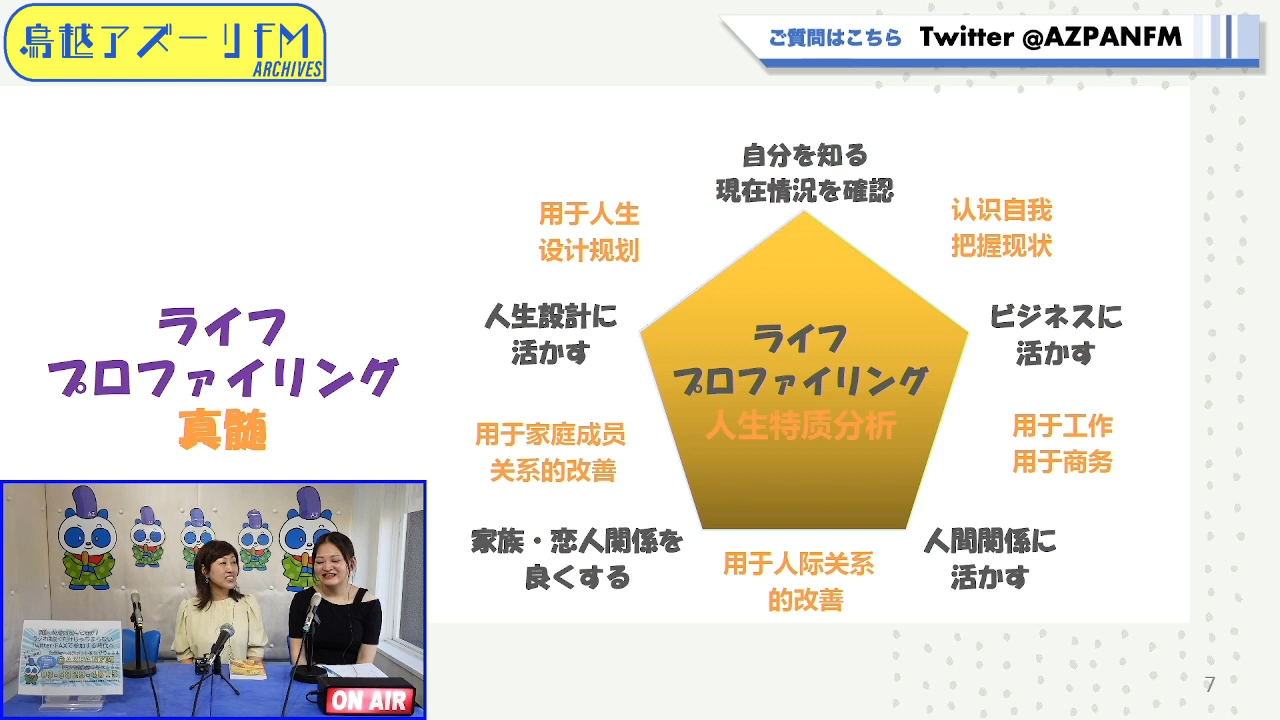 鳥越アズーリFM
ARCHIVES
ご質問はこちら Twitter @AZPANFM
自分を知る
現在情況を確認
用于人生
设计规划
认识自我
把握现状
人生設計に
活かす
ビジネスに
活かす
ライフ
プロファイリング
人生特质分析
ライフ
プロファイリング
真髄
用于家庭成员
关系的改善
用于工作
用于商务
家族・恋人関係を
良くする
用于人际关系
的改善
人間関係に
活かす
ON AIR
7